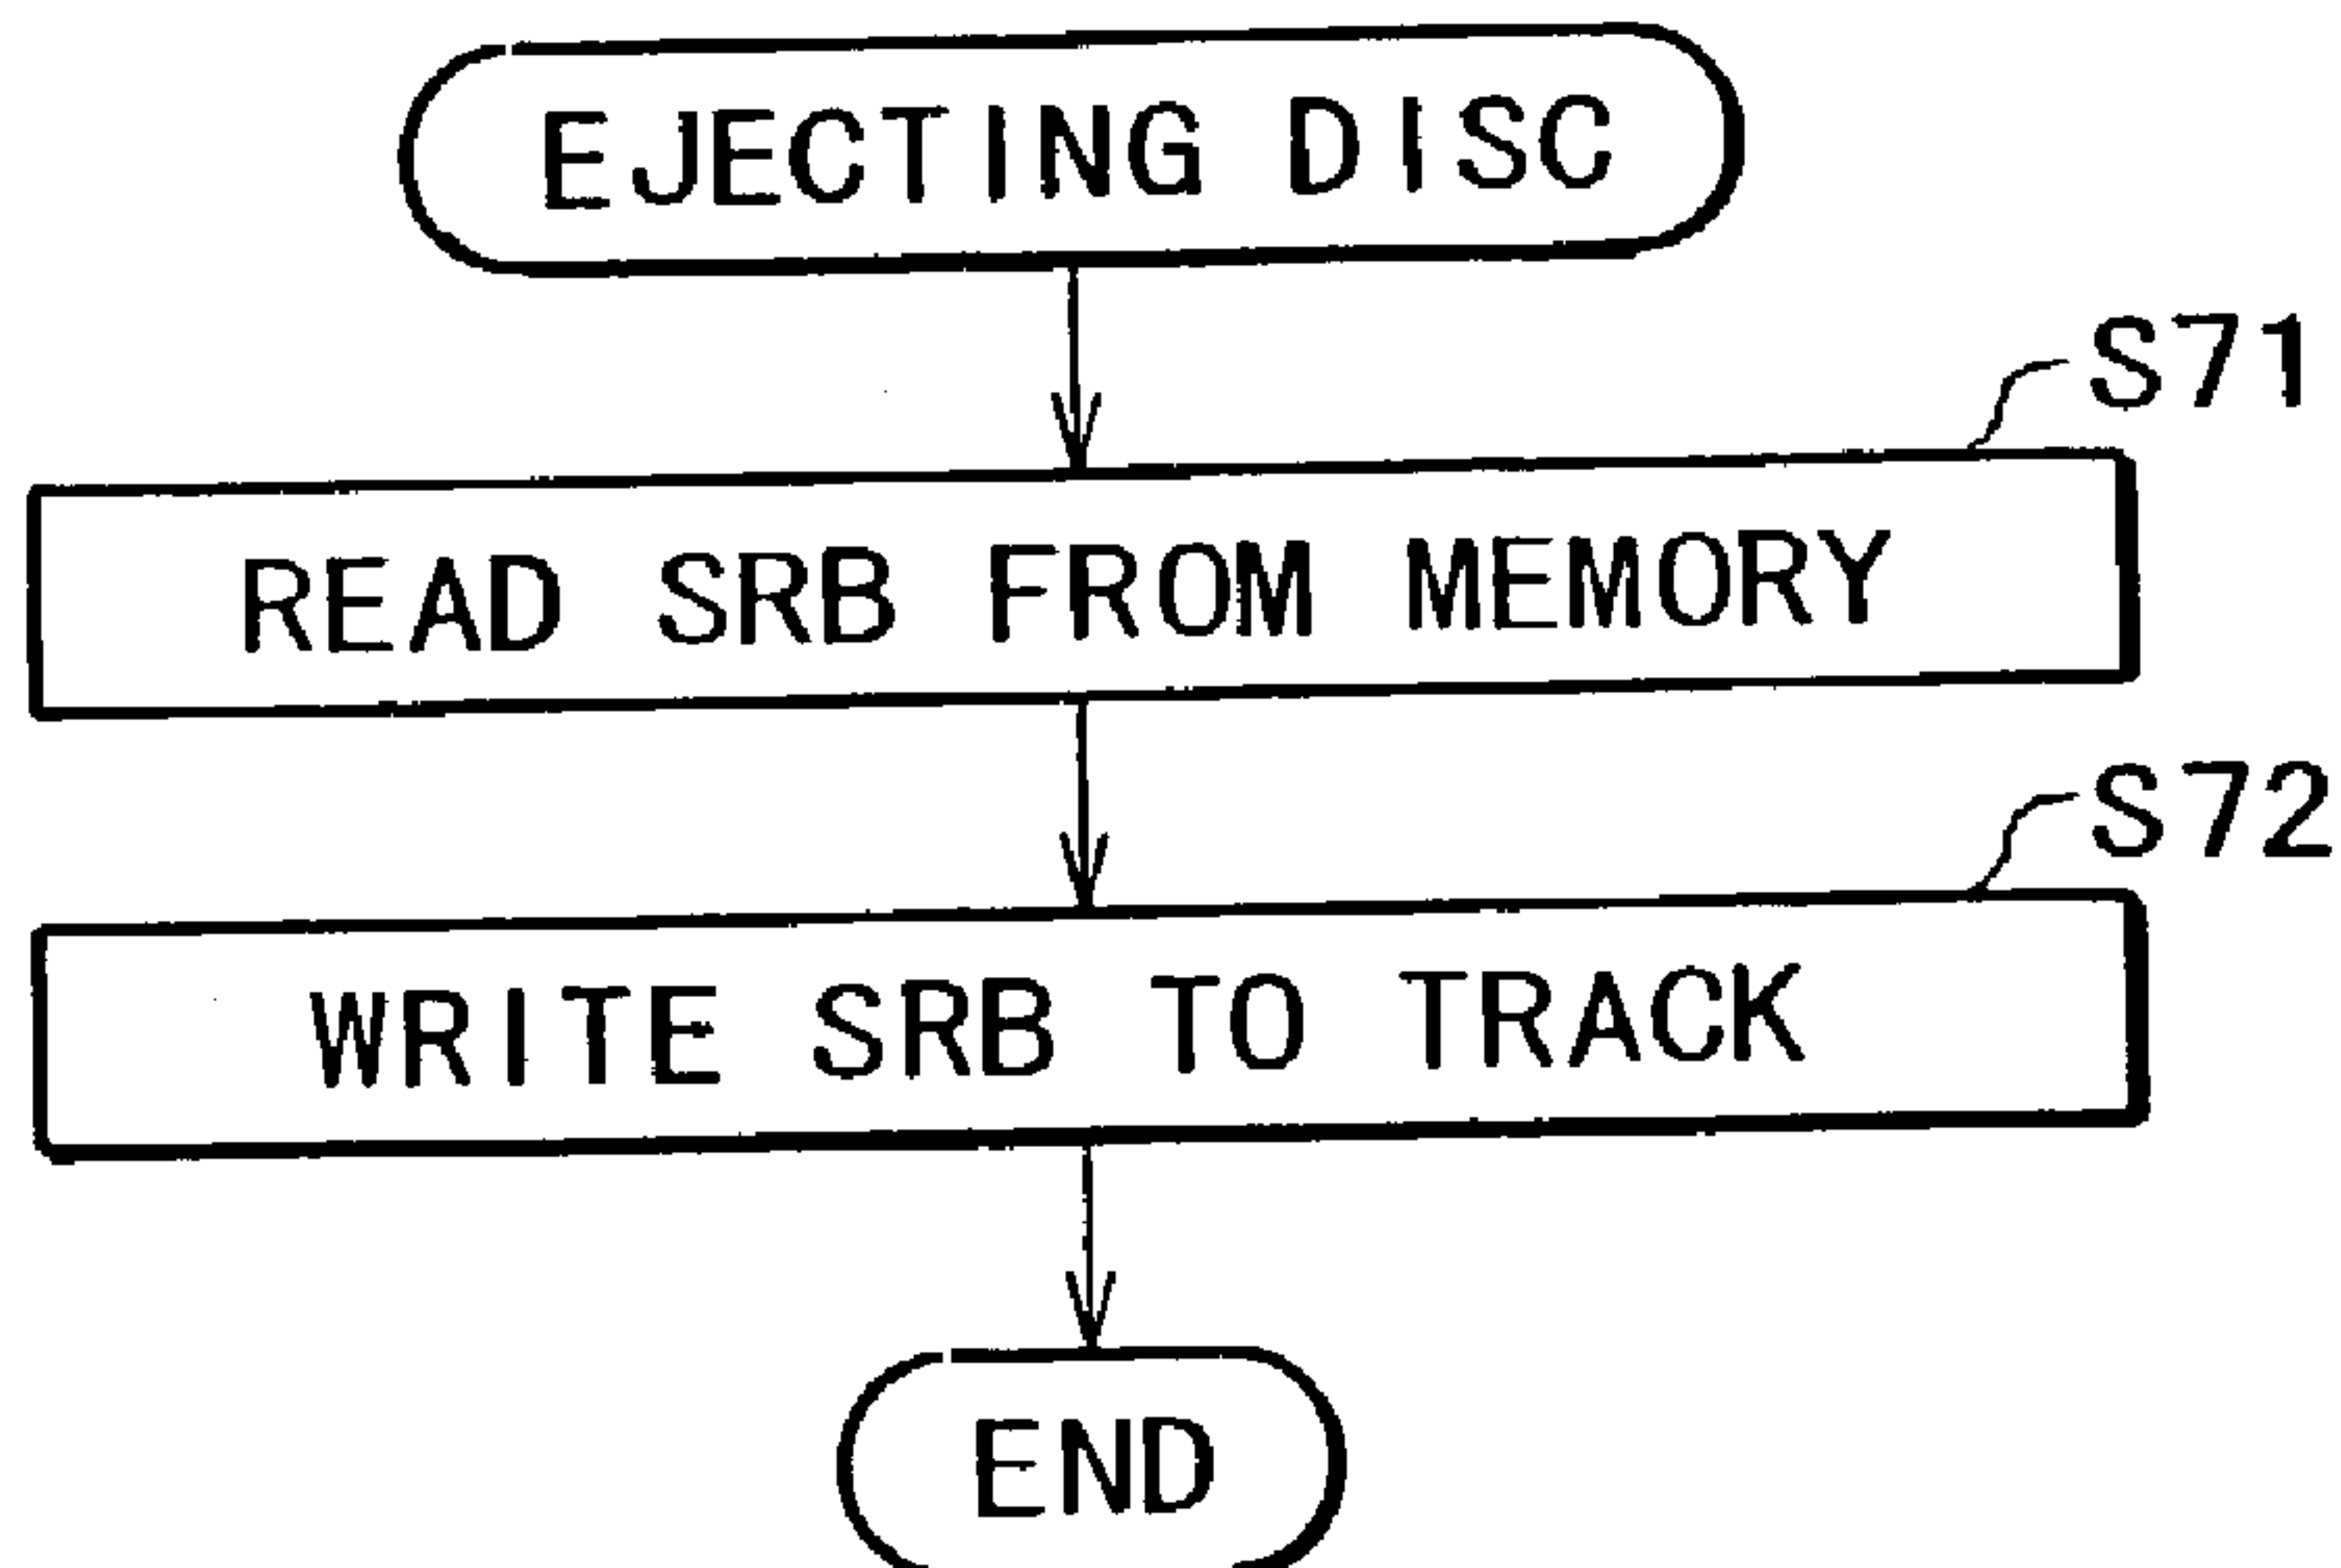 EJECTING DISC
S71
READ SRB FROM MEMORY
S72
WRITE SRB TO TRACK
END